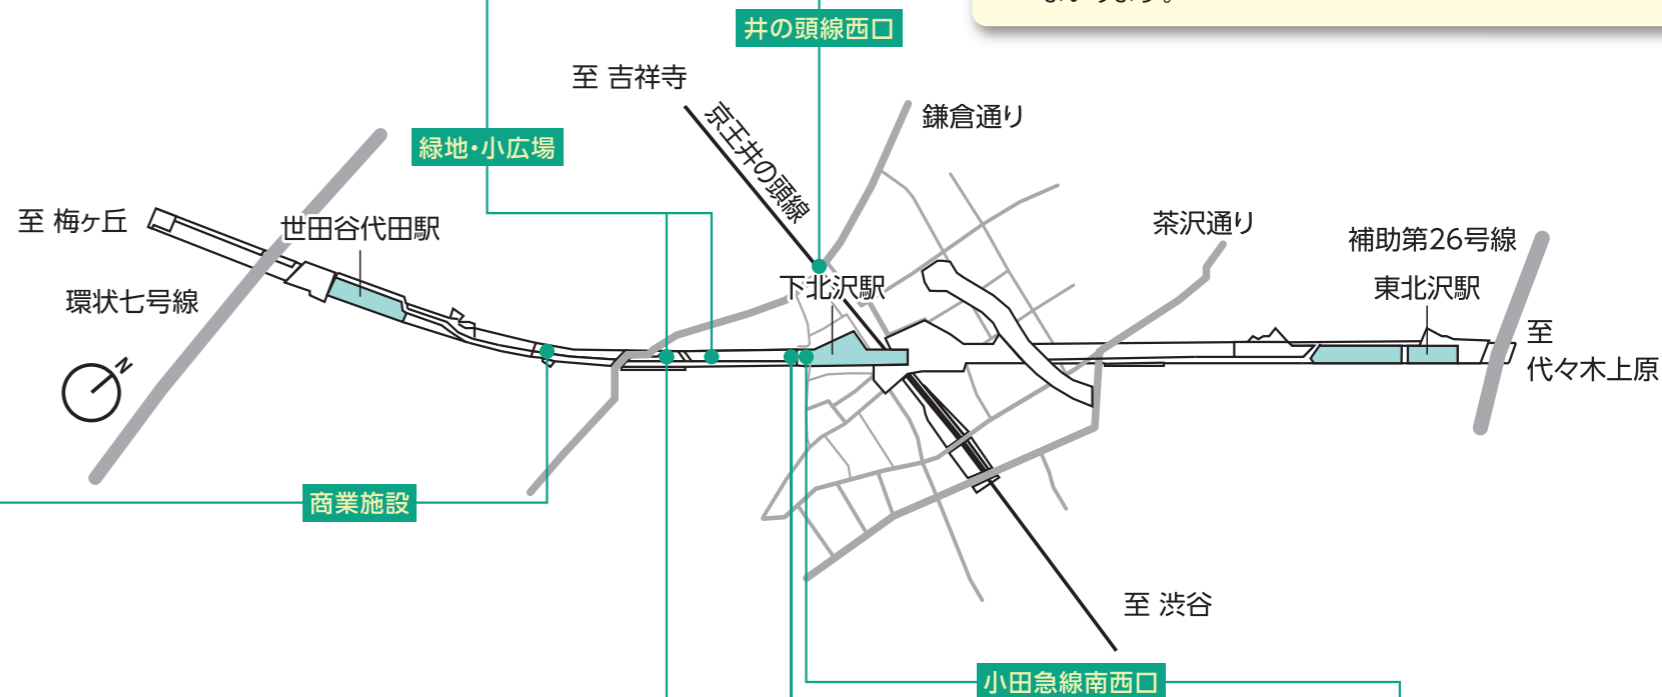 井の頭線西口
至 吉祥寺
京王井の頭線
鎌倉通り
緑地・小広場
至 梅ヶ丘
世田谷代田駅
茶沢通り
補助第26号線
環状七号線
下北沢駅
東北沢駅
至
代々木上原
N
商業施設
至 渋谷
小田急線南西口